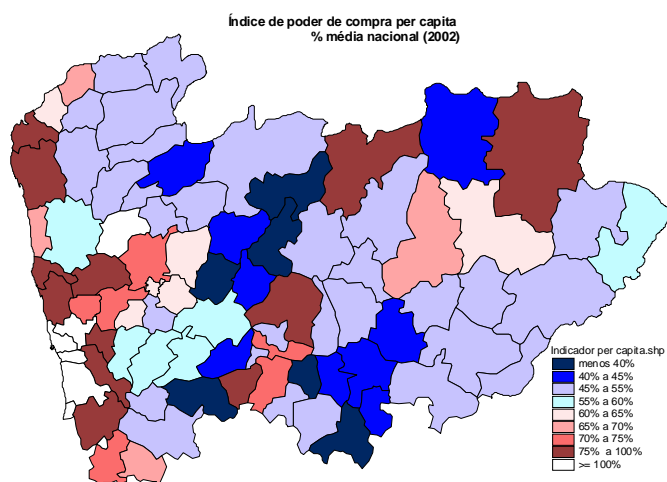 Índice de poder de compra per capita
% média nacional (2002)
Indicador per capita.shp
menos 40%
40% a 45%
45% a 55%
55% a 60%
60% a 65%
65% a 70%
70% a 75%
75% a 100%
>= 100%